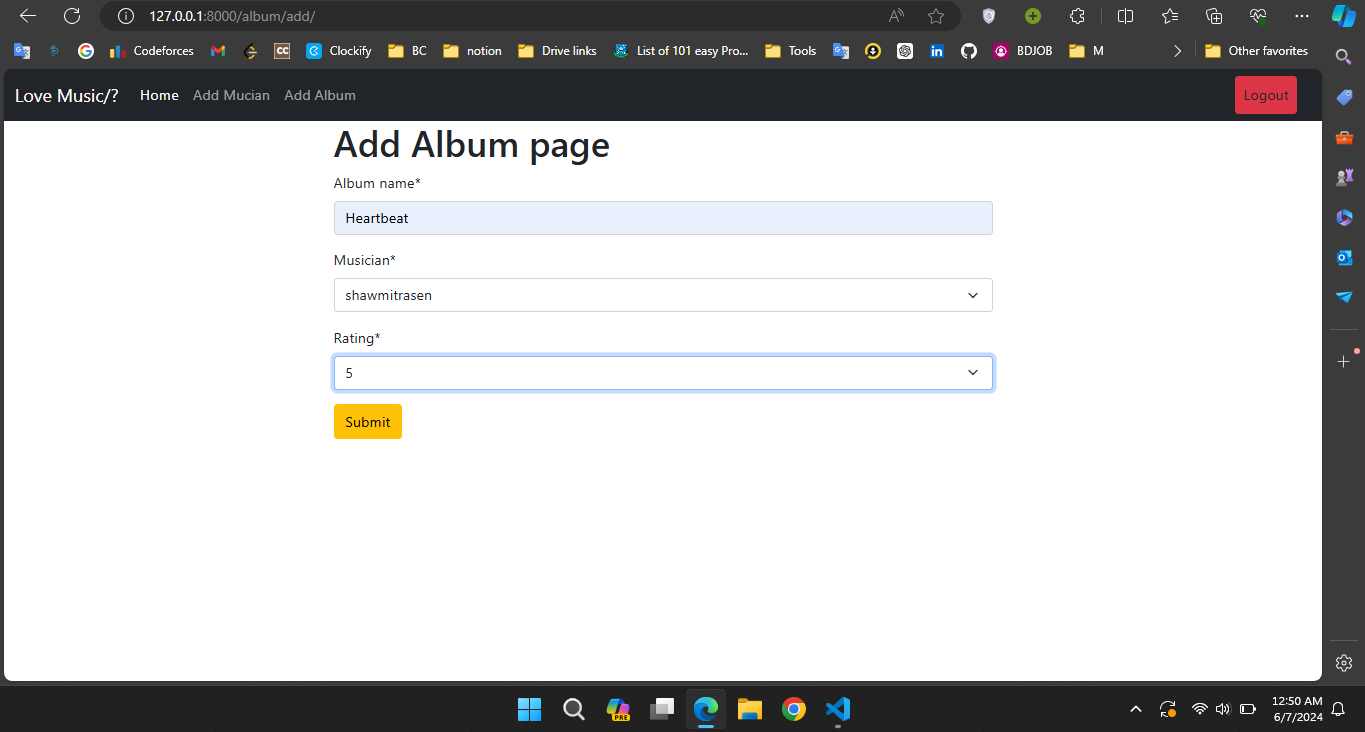 127.0.0.1:8000/album/add/
Codeforces CC Clockify BC notion Drive links List of 101 easy Pro... Tools in BDJOB M Other favorites
Love Music/? Home Add Mucian Add Album Logout
Add Album page
Album name*
Heartbeat
Musician*
shawmitrasen
Rating*
5
Submit
PRE
12:50 AM
6/7/2024